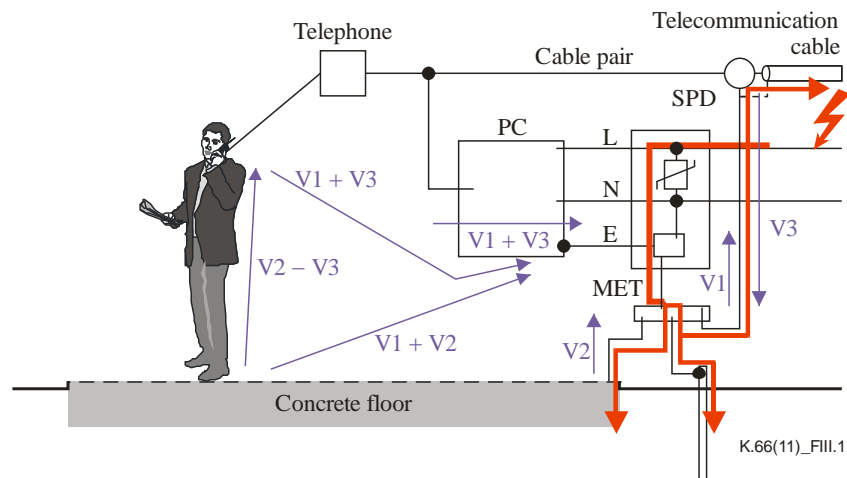 Telecommunication
cable
Telephone
Cable pair
SPD
PC
L
V1 + V3
N
V1 + V3
V3
E
V2 – V3
V1
MET
V1 + V2
V2
Concrete floor
K.66(11)_FIII.1